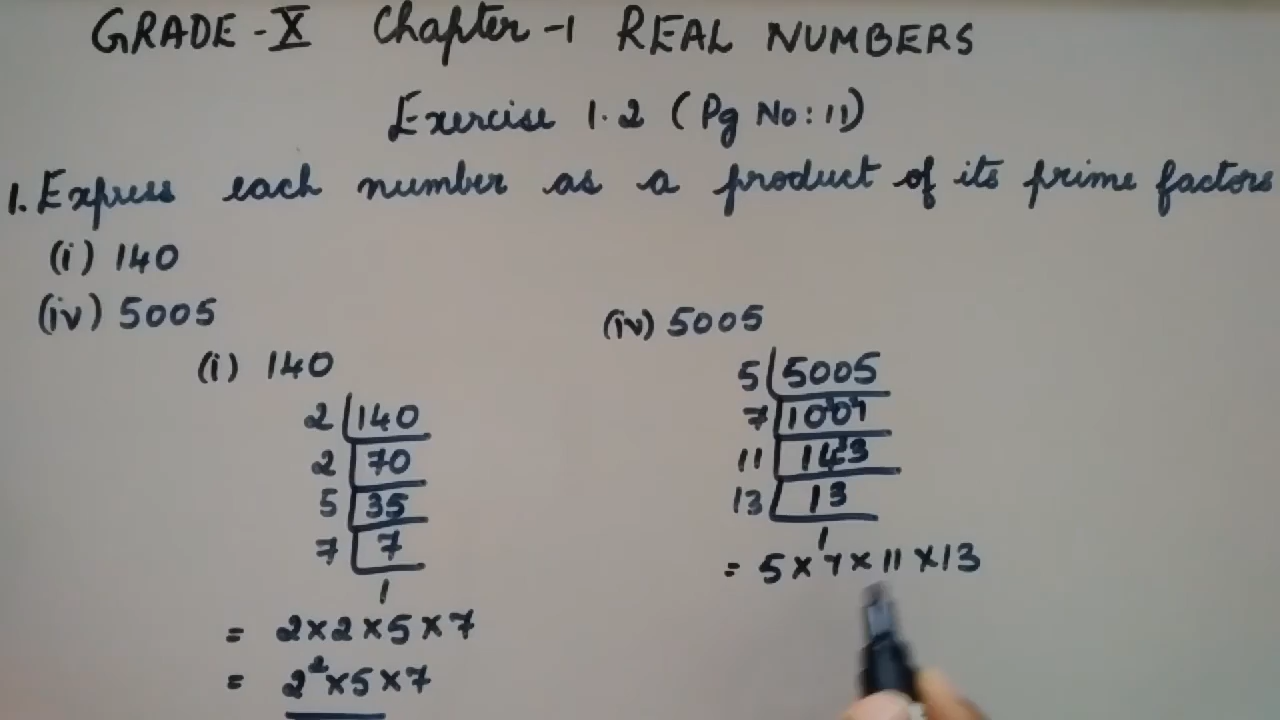 GRADE -X Chapter -1 REAL NUMBERS
Exercise 1.2 (Pg No: 11)
1. Express each number as a product of its prime factors
(i) 140
(iv) 5005
(i) 140
2 | 140
2 | 70
5 | 35
7 | 7
1
= 2 × 2 × 5 × 7
= 2² × 5 × 7
(iv) 5005
5 | 5005
7 | 1001
11 | 143
13 | 13
1
= 5 × 7 × 11 × 13